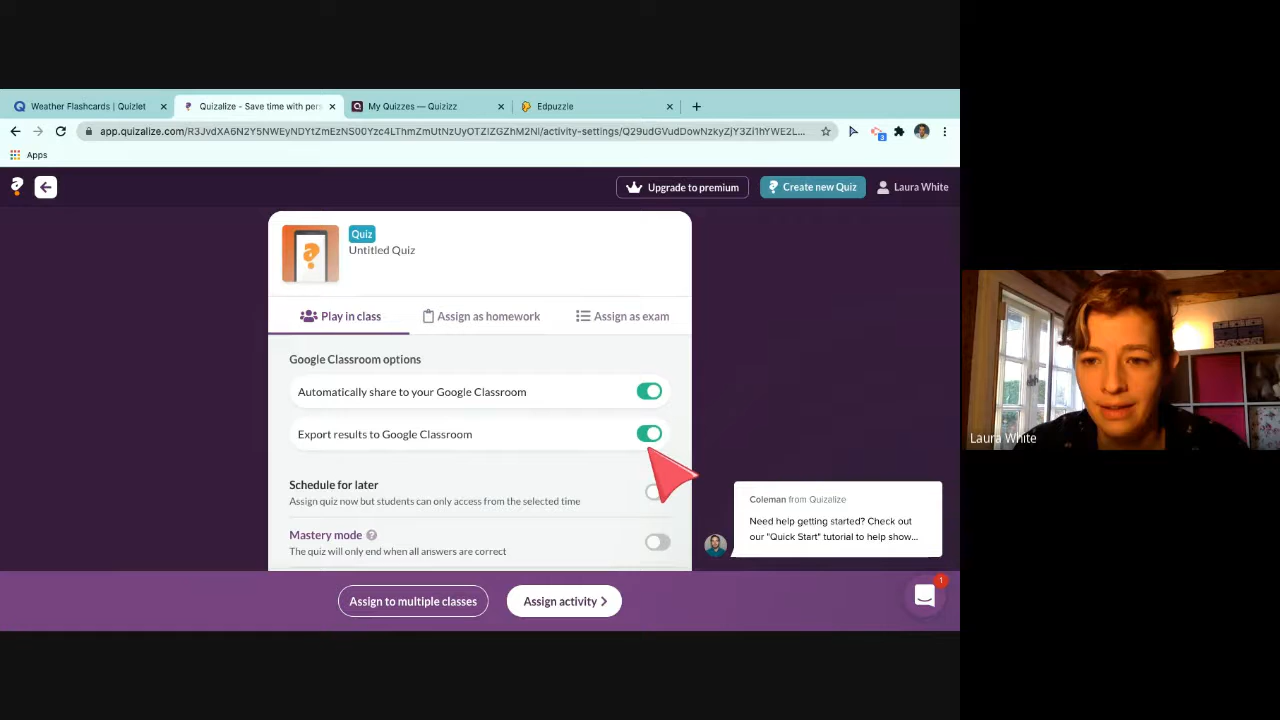 Weather Flashcards | Quizlet
Quizalize - Save time with pers
My Quizzes — Quizizz
Edpuzzle
Apps
Upgrade to premium
Create new Quiz
Laura White
Quiz
Untitled Quiz
Play in class
Assign as homework
Assign as exam
Google Classroom options
Automatically share to your Google Classroom
Export results to Google Classroom
Schedule for later
Assign quiz now but students can only access from the selected time
Mastery mode ?
The quiz will only end when all answers are correct
Coleman from Quizalize
Need help getting started? Check out
our "Quick Start" tutorial to help show...
Assign to multiple classes
Assign activity
1
Laura White